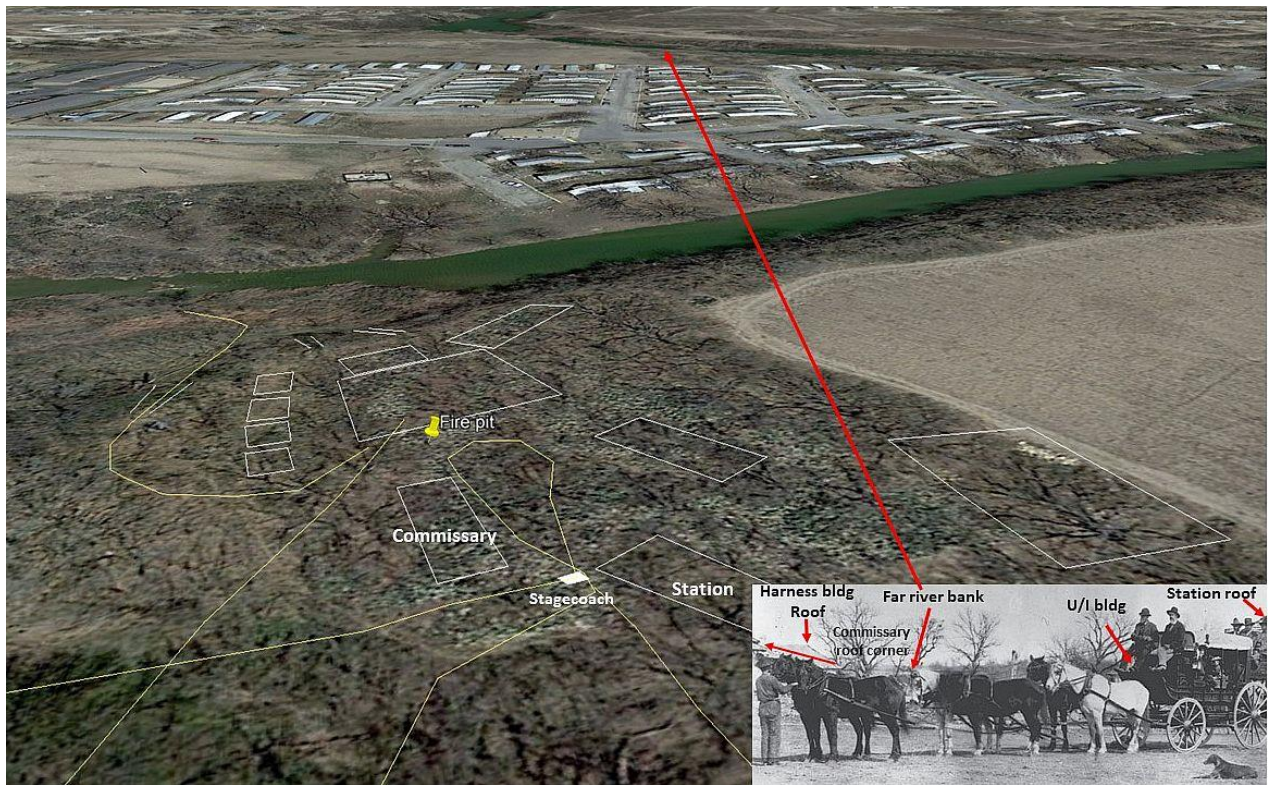 Fire pit
Commissary
Stagecoach
Station
Harness bldg
Roof
Far river bank
Station roof
U/I bldg
Commissary
roof corner